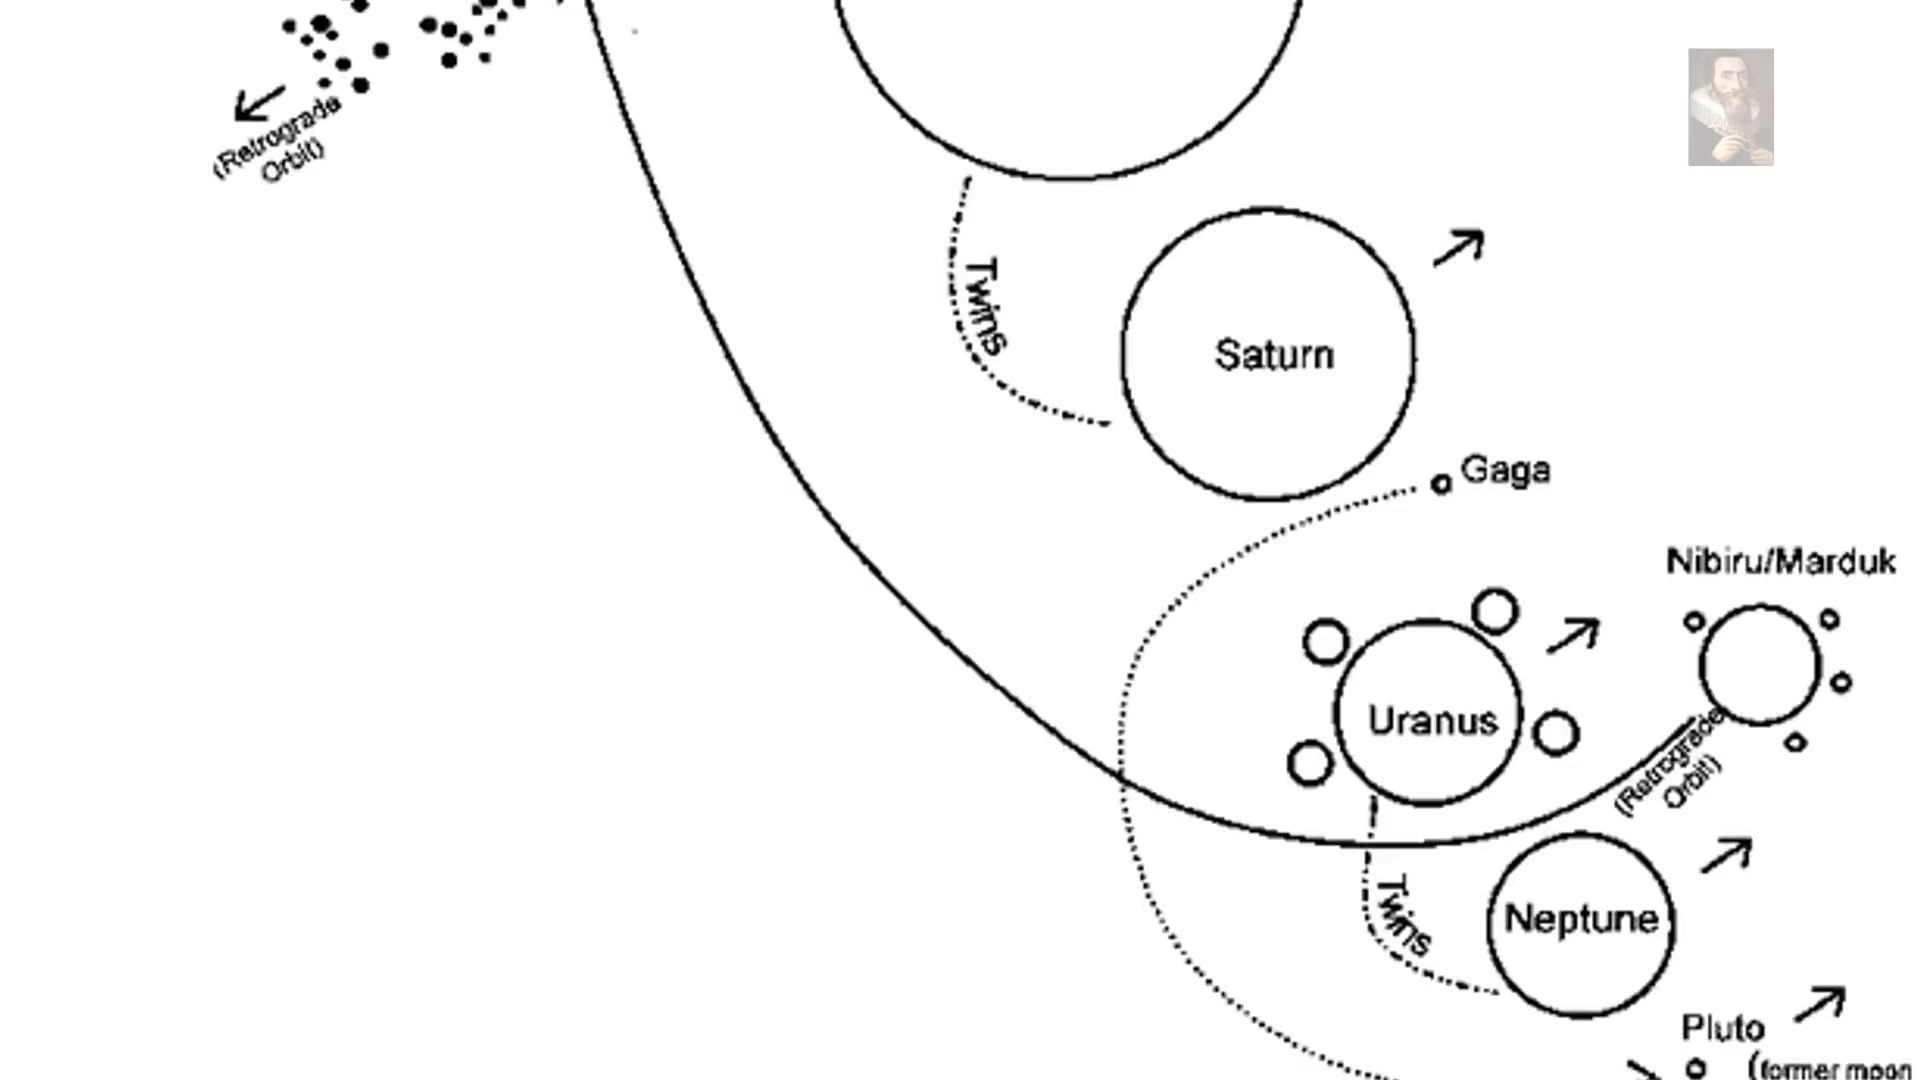 (Retrograde
Orbit)
Twins
Saturn
Gaga
Nibiru/Marduk
Uranus
(Retrograde
Orbit)
Twins
Neptune
Pluto
(former moon